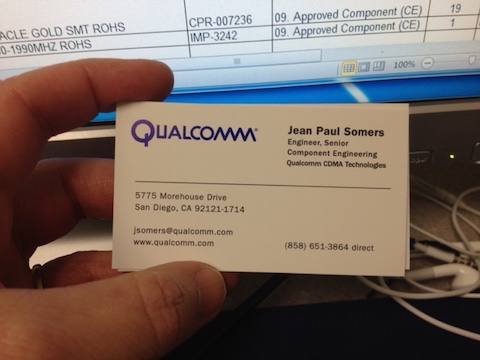 ACLE GOLD SMT ROHS CPR-007236 09. Approved Component (CE) 19
0-1990MHZ ROHS IMP-3242 09. Approved Component (CE) 1
100%
QUALCOMM®
Jean Paul Somers
Engineer, Senior
Component Engineering
Qualcomm CDMA Technologies
5775 Morehouse Drive
San Diego, CA 92121-1714
jsomers@qualcomm.com
www.qualcomm.com (858) 651-3864 direct